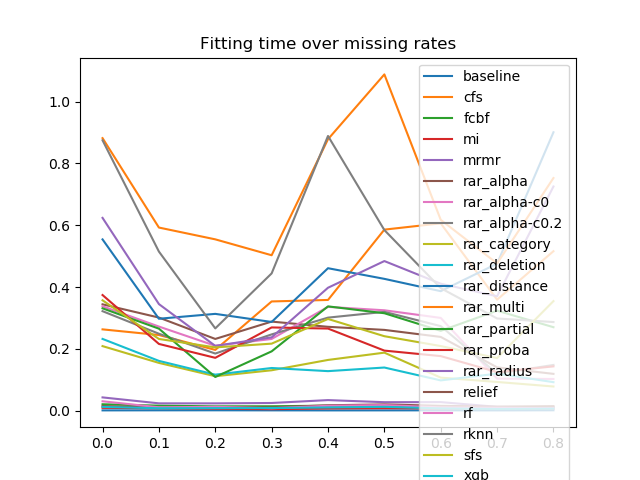 Fitting time over missing rates
1.0
0.8
0.6
0.4
0.2
0.0
0.0 0.1 0.2 0.3 0.4 0.5 0.6 0.7 0.8
baseline
cfs
fcbf
mi
mrmr
rar_alpha
rar_alpha-c0
rar_alpha-c0.2
rar_category
rar_deletion
rar_distance
rar_multi
rar_partial
rar_proba
rar_radius
relief
rf
rknn
sfs
xgb